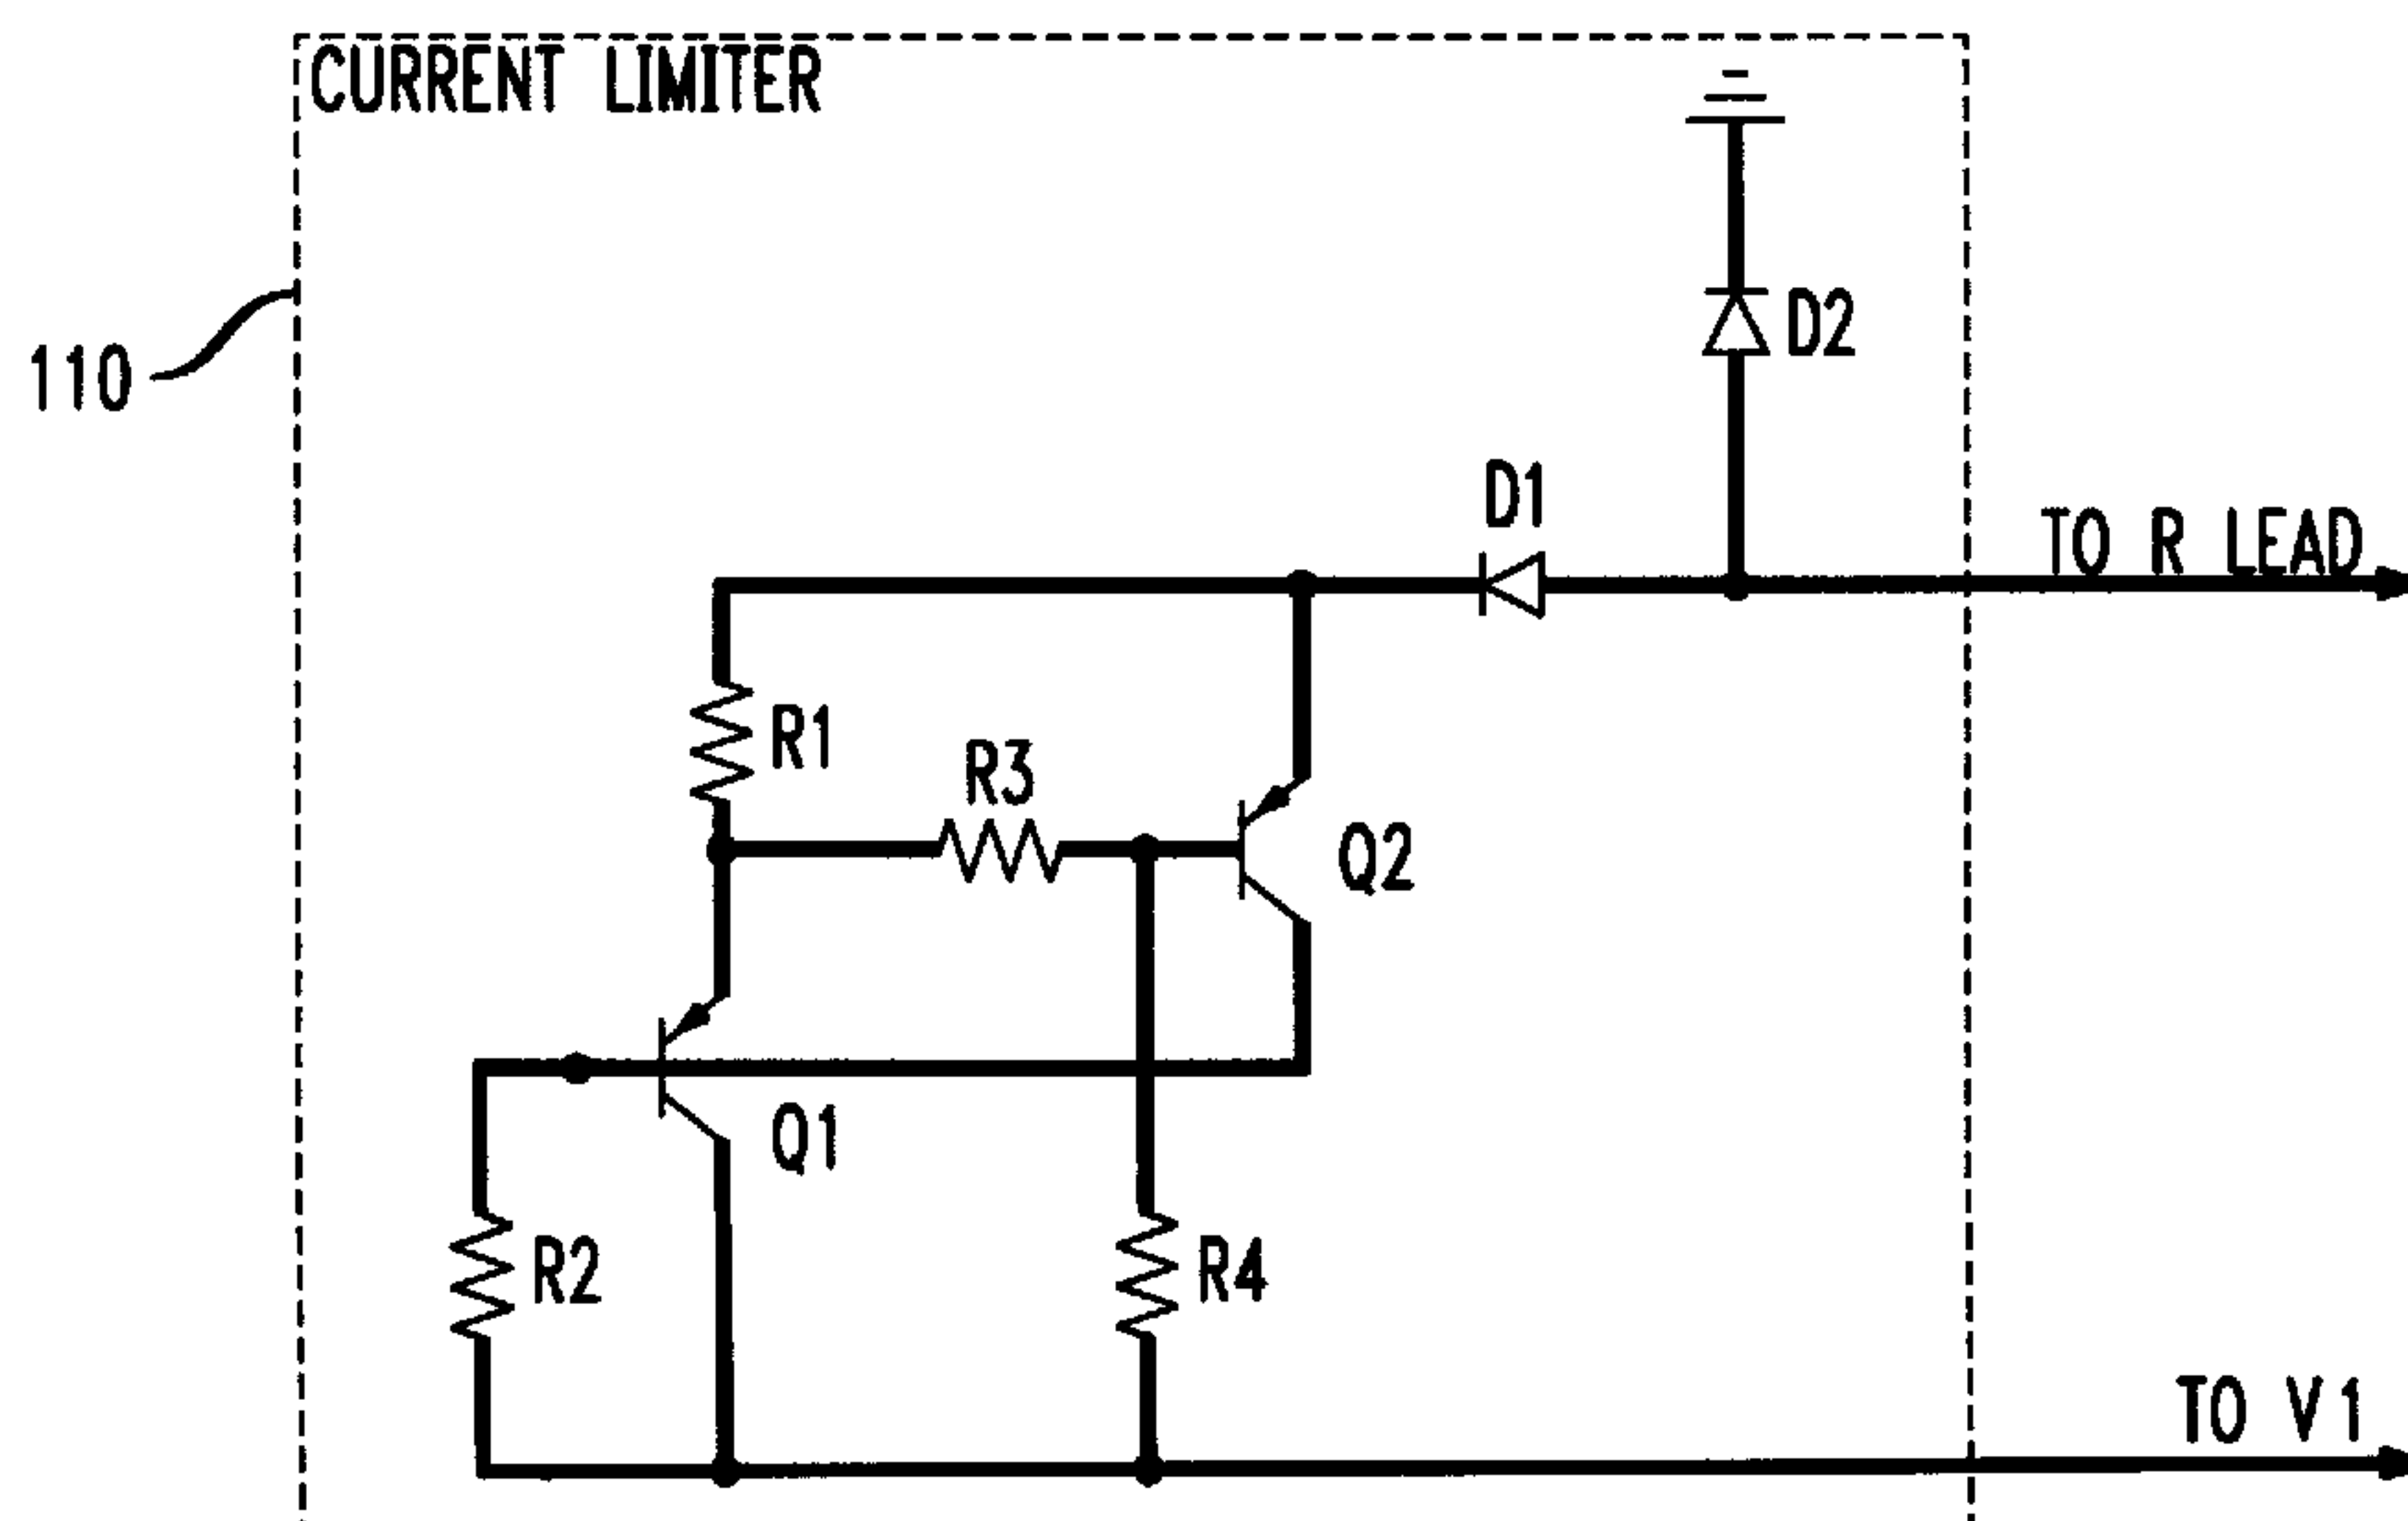 CURRENT LIMITER
110
D2
D1
TO R LEAD
R1
R3
Q2
Q1
R2
R4
TO V1